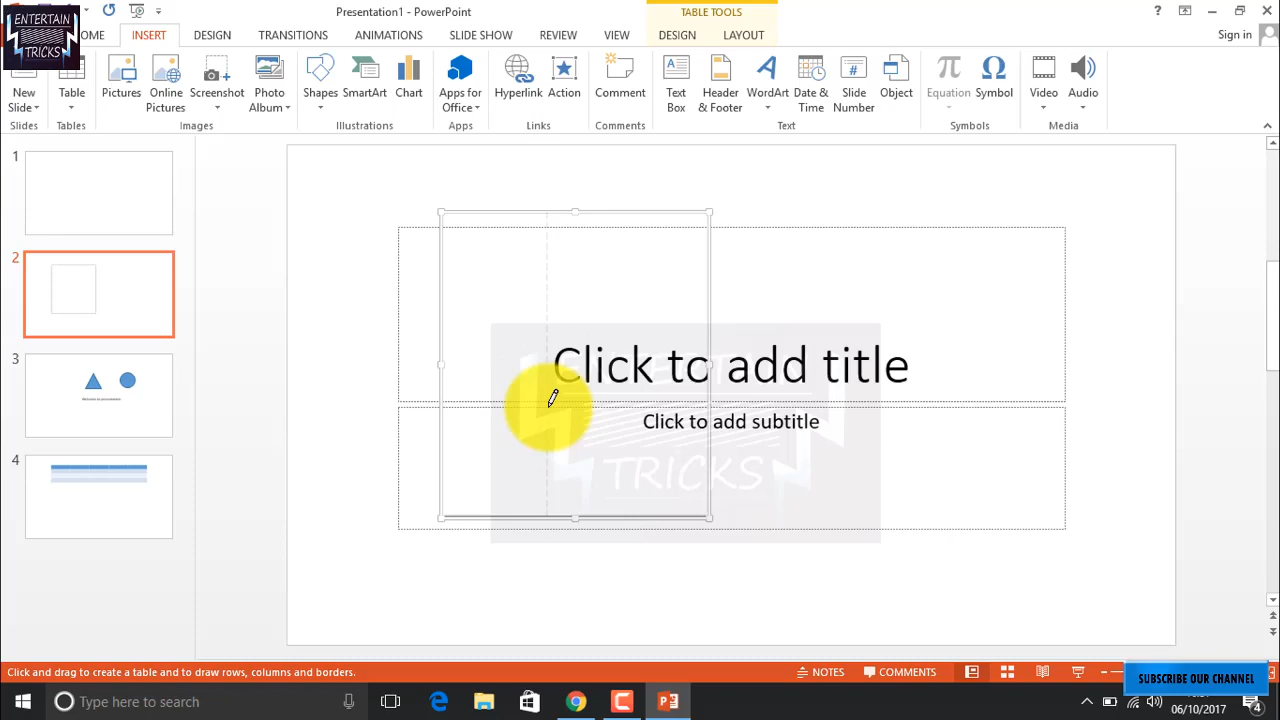 Presentation1 - PowerPoint
TABLE TOOLS
?
ENTERTAIN
TRICKS
OME
INSERT
DESIGN
TRANSITIONS
ANIMATIONS
SLIDE SHOW
REVIEW
VIEW
DESIGN
LAYOUT
Sign in
New
Slide
Table
Pictures
Online
Pictures
Screenshot
Photo
Album
Shapes
SmartArt
Chart
Apps for
Office
Hyperlink
Action
Comment
Text
Box
Header
& Footer
WordArt
Date &
Time
Slide
Number
Object
Equation
Symbol
Video
Audio
Slides
Tables
Images
Illustrations
Apps
Links
Comments
Text
Symbols
Media
1
2
3
4
Click to add title
Click to add subtitle
TRICKS
Click and drag to create a table and to draw rows, columns and borders.
NOTES
COMMENTS
SUBSCRIBE OUR CHANNEL
Type here to search
06/10/2017
4